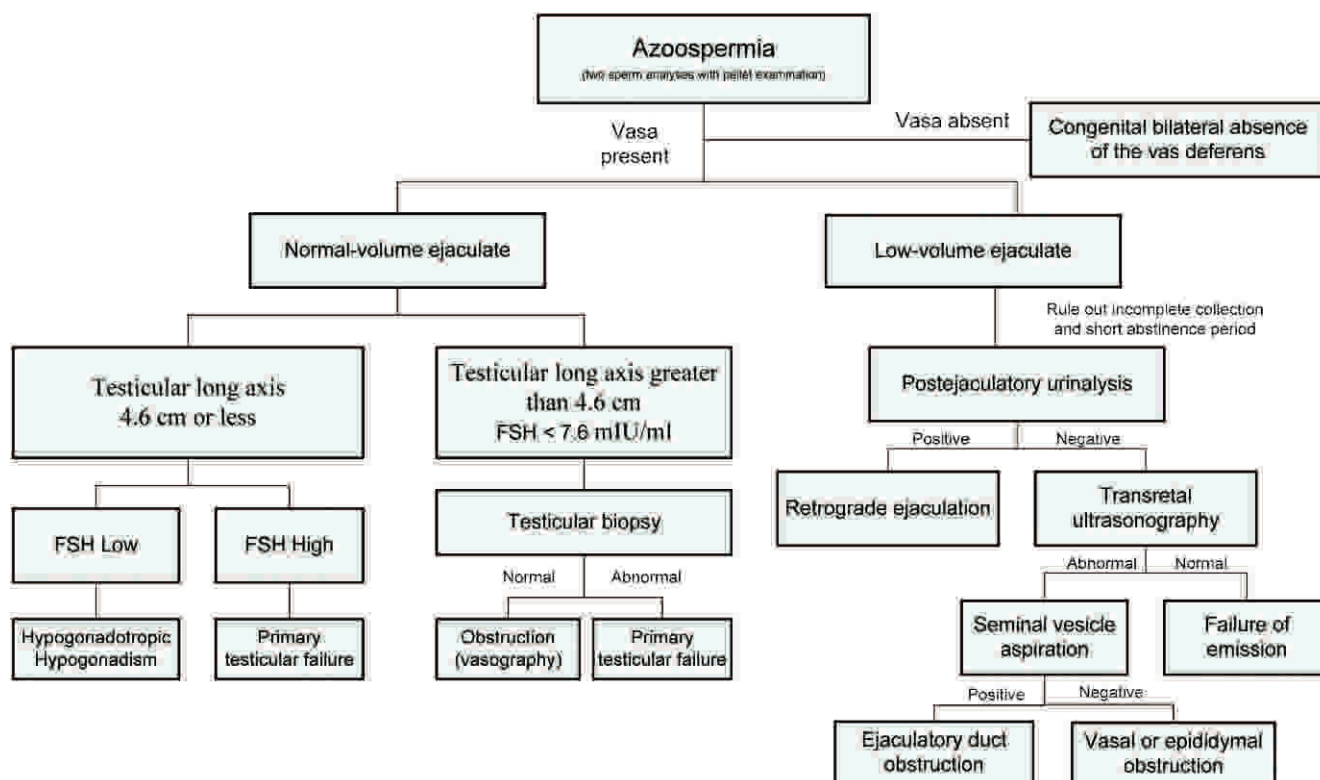 Azoospermia
(two sperm analyses with pellet examination)
Vasa
present
Vasa absent
Congenital bilateral absence
of the vas deferens
Normal-volume ejaculate
Low-volume ejaculate
Rule out incomplete collection
and short abstinence period
Testicular long axis
4.6 cm or less
Testicular long axis greater
than 4.6 cm
FSH < 7.6 mIU/ml
Postejaculatory urinalysis
Positive
Negative
FSH Low
FSH High
Testicular biopsy
Retrograde ejaculation
Transretal
ultrasonography
Normal
Abnormal
Abnormal
Normal
Hypogonadotropic
Hypogonadism
Primary
testicular failure
Obstruction
(vasography)
Primary
testicular failure
Seminal vesicle
aspiration
Failure of
emission
Positive
Negative
Ejaculatory duct
obstruction
Vasal or epididymal
obstruction